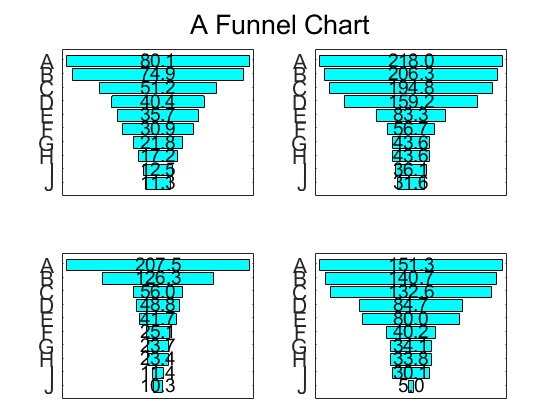 A Funnel Chart
A 80.1
B 74.9
C 51.2
D 40.4
E 35.7
F 30.9
G 21.8
H 17.2
I 12.5
J 11.3
A 218.0
B 206.3
C 194.8
D 159.2
E 83.3
F 56.7
G 43.6
H 43.6
I 36.1
J 31.6
A 207.5
B 126.3
C 56.0
D 48.8
E 41.7
F 25.1
G 23.7
H 23.4
I 11.4
J 10.3
A 151.3
B 140.7
C 132.6
D 84.7
E 80.0
F 40.2
G 34.1
H 33.8
I 30.1
J 5.0